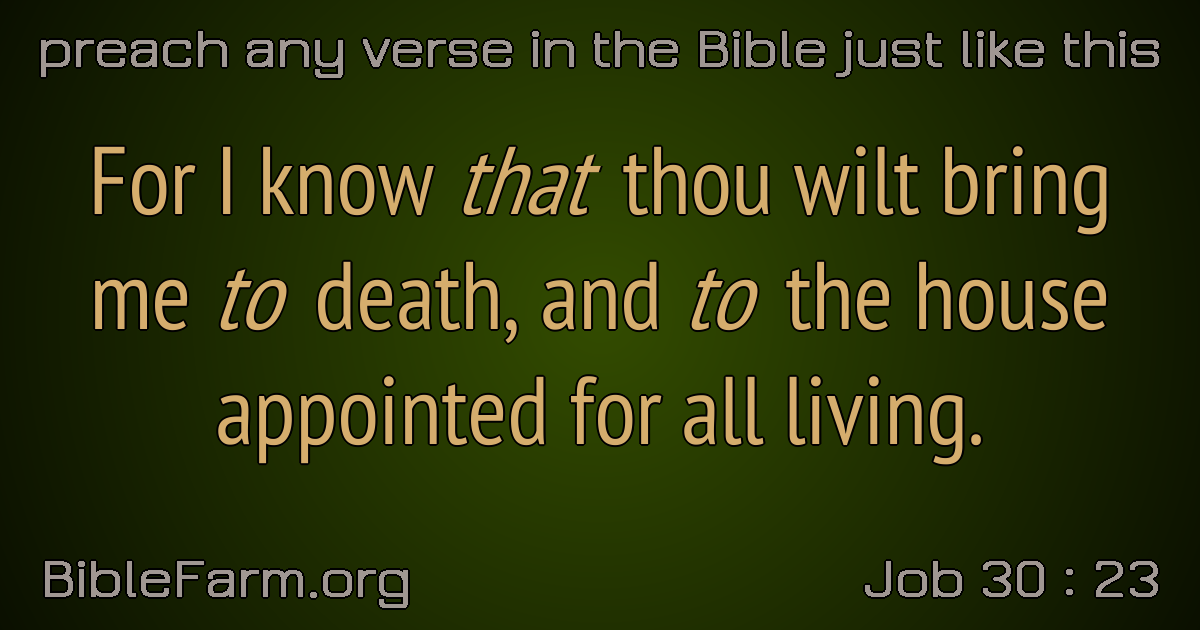 preach any verse in the Bible just like this
For I know that thou wilt bring
me to death, and to the house
appointed for all living.
BibleFarm.org
Job 30 : 23